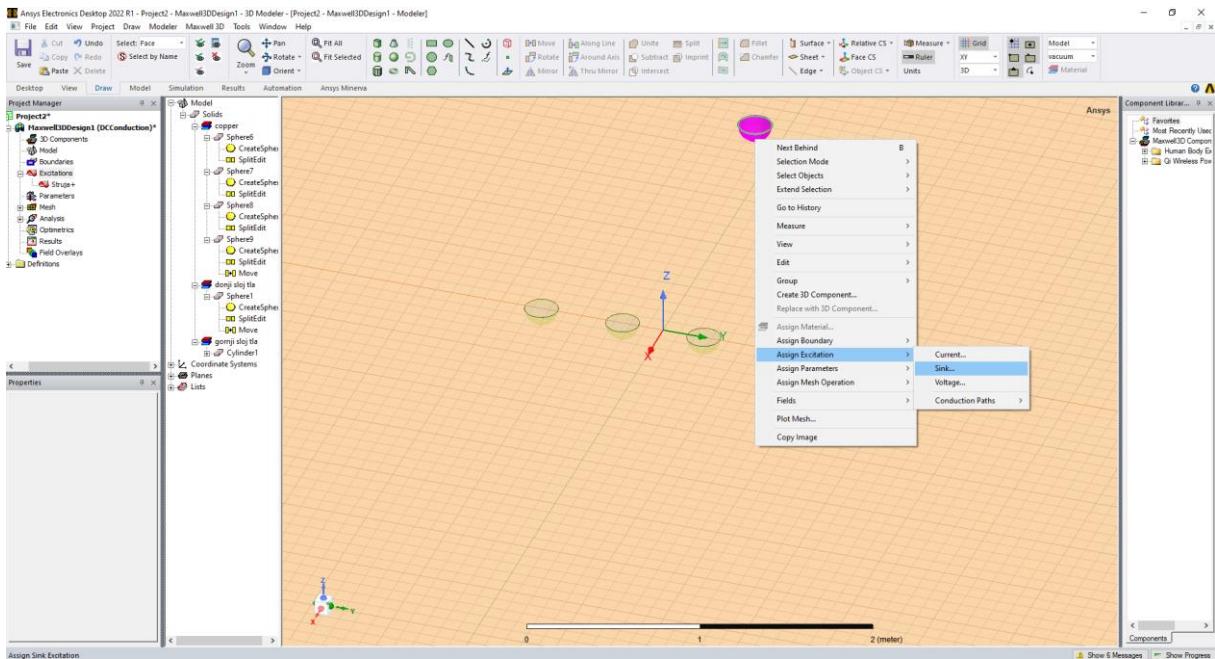 Ansys Electronics Desktop 2022 R1 - Project2 - Maxwell3DDesign1 - 3D Modeler - [Project2 - Maxwell3DDesign1 - Modeler]
File Edit View Project Draw Modeler Maxwell 3D Tools Window Help
Save
Cut Undo
Copy Redo
Paste Delete
Select: Face
Select by Name
Zoom
Pan
Rotate
Orient
Fit All
Fit Selected
Move Along Line Unite Split Fillet
Rotate Around Axis Subtract Imprint Chamfer
Mirror Thru Mirror Intersect
Surface Relative CS Measure Grid Model
Sheet Face CS Ruler XY vacuum
Edge Object CS Units 3D Material
Desktop View Draw Model Simulation Results Automation Ansys Minerva
Project Manager
Project2*
Maxwell3DDesign1 (DCConduction)*
3D Components
Model
Boundaries
Excitations
Struja+
Parameters
Mesh
Analysis
Optimetrics
Results
Field Overlays
Definitions
Properties
Model
Solids
copper
Sphere6
CreateSpher
SplitEdit
Sphere7
CreateSpher
SplitEdit
Sphere8
CreateSpher
SplitEdit
Sphere9
CreateSpher
SplitEdit
Move
donji sloj tla
Sphere1
CreateSpher
SplitEdit
Move
gornji sloj tla
Cylinder1
Coordinate Systems
Planes
Lists
Ansys
Z
Y
X
Next Behind B
Selection Mode
Select Objects
Extend Selection
Go to History
Measure
View
Edit
Group
Create 3D Component...
Replace with 3D Component...
Assign Material...
Assign Boundary
Assign Excitation
Assign Parameters
Assign Mesh Operation
Fields
Plot Mesh...
Copy Image
Current...
Sink...
Voltage...
Conduction Paths
Z
Y
X
0 1 2 (meter)
Component Librar...
Favorites
Most Recently Used
Maxwell3D Compon
Human Body Ex
Qi Wireless Pow
Components
Assign Sink Excitation
Show 6 Messages Show Progress